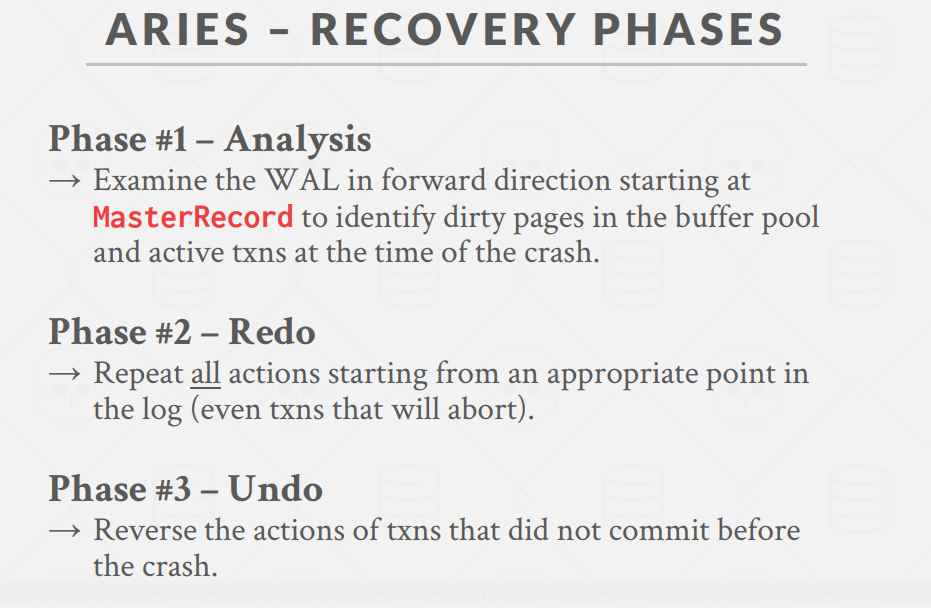 ARIES – RECOVERY PHASES
Phase #1 – Analysis
→ Examine the WAL in forward direction starting at
MasterRecord to identify dirty pages in the buffer pool
and active txns at the time of the crash.
Phase #2 – Redo
→ Repeat all actions starting from an appropriate point in
the log (even txns that will abort).
Phase #3 – Undo
→ Reverse the actions of txns that did not commit before
the crash.